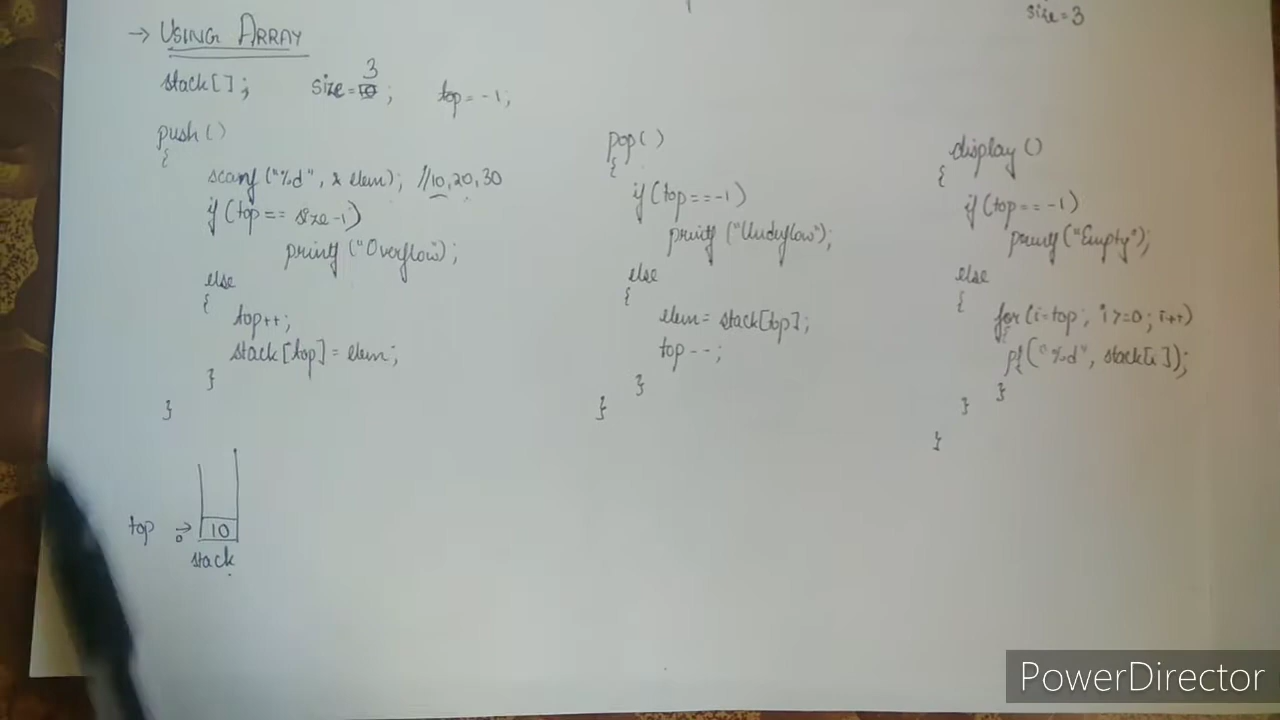 size=3
→ USING ARRAY
stack[]; size=3; top=-1;
push()
{
scanf("%d", & elem); //10,20,30
if(top== size-1)
printf("Overflow");
else
{
top++;
stack[top]=elem;
}
}
pop()
{
if(top==-1)
printf("Underflow");
else
{
elem= stack[top];
top--;
}
}
display()
{
if(top==-1)
printf("Empty");
else
{
for(i=top; i>=0; i++)
{
pf("%d", stack[i]);
}
}
}
top → 10
0
stack
PowerDirector